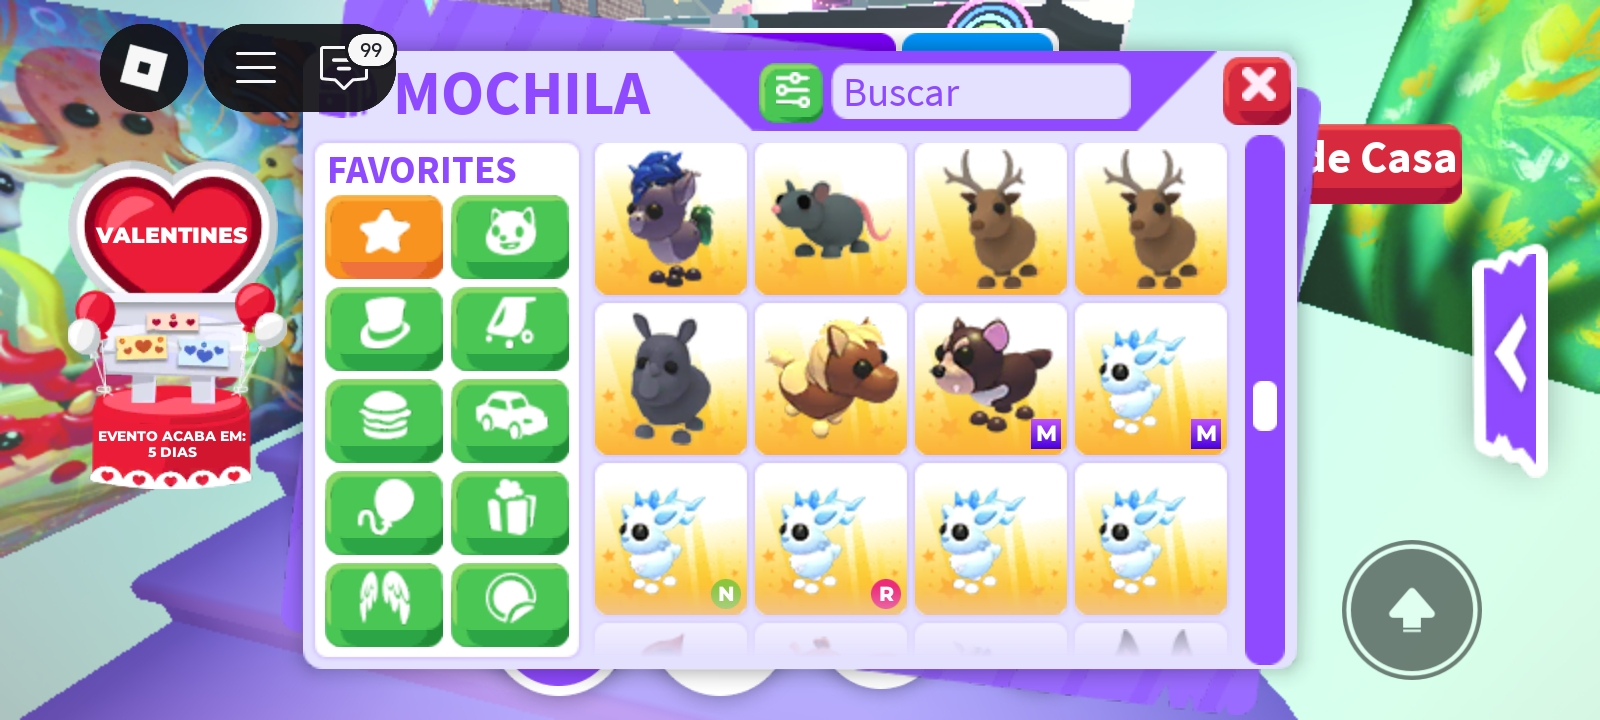 99
MOCHILA
Buscar
FAVORITES
de Casa
VALENTINES
EVENTO ACABA EM:
5 DIAS
M
M
N
R